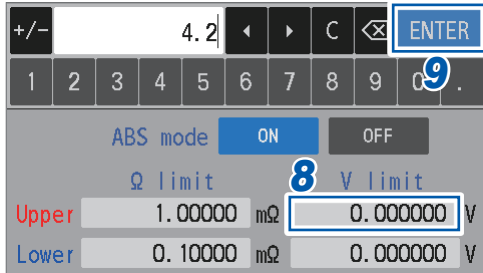 +/- 4.2 ◂ ▸ C ⌫ ENTER
9
1 2 3 4 5 6 7 8 9 0 .
ABS mode ON OFF
8
Ω limit V limit
Upper 1.00000 mΩ 0.000000 V
Lower 0.10000 mΩ 0.000000 V